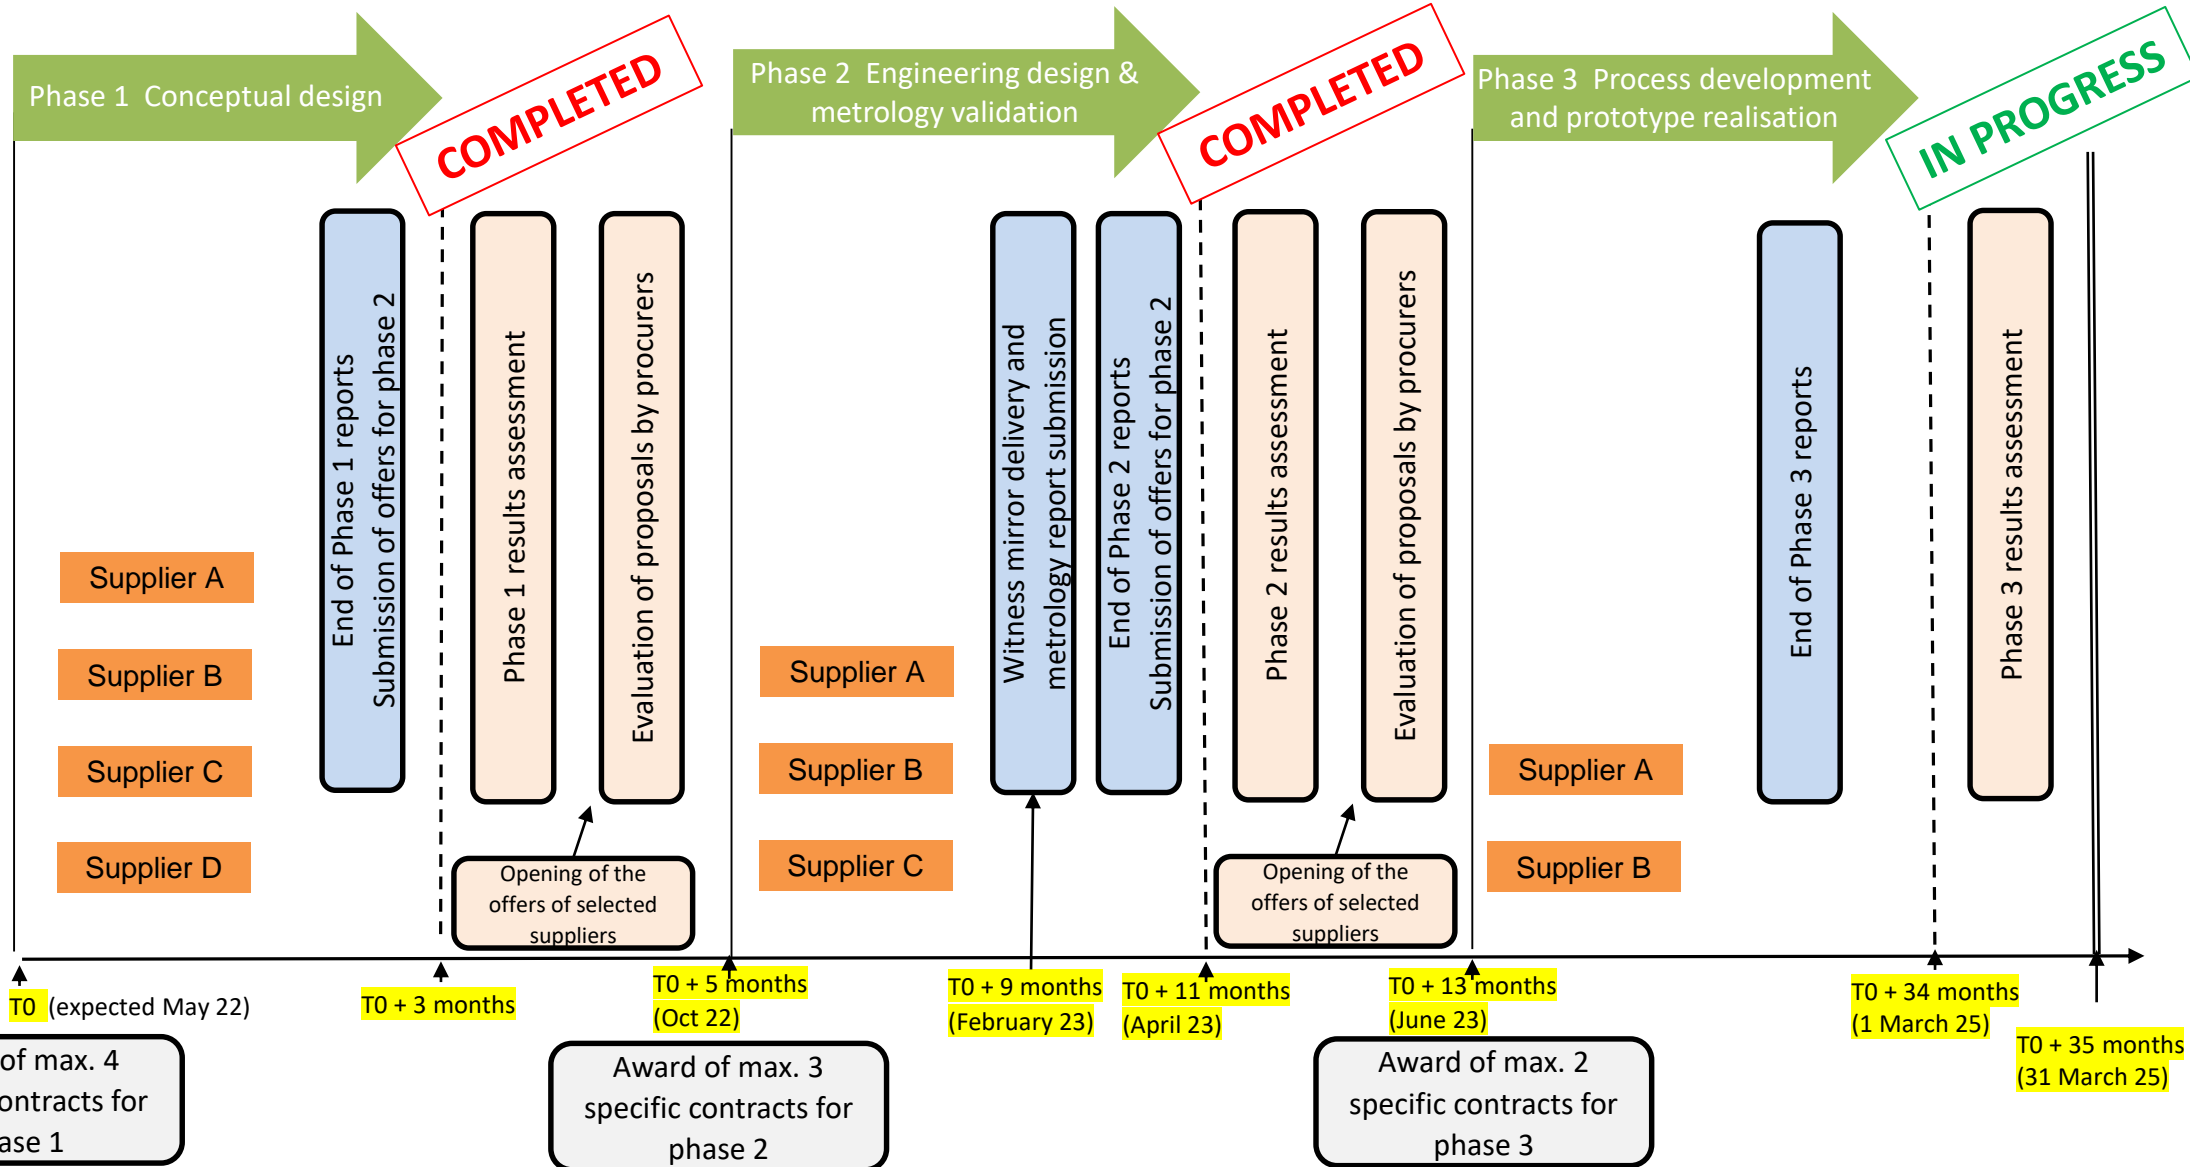 Phase 1 Conceptual design
COMPLETED
Phase 2 Engineering design &
metrology validation
COMPLETED
Phase 3 Process development
and prototype realisation
IN PROGRESS
End of Phase 1 reports
Submission of offers for phase 2
Phase 1 results assessment
Evaluation of proposals by procurers
Witness mirror delivery and
metrology report submission
End of Phase 2 reports
Submission of offers for phase 2
Phase 2 results assessment
Evaluation of proposals by procurers
End of Phase 3 reports
Phase 3 results assessment
Supplier A
Supplier B
Supplier C
Supplier D
Supplier A
Supplier B
Supplier C
Supplier A
Supplier B
Opening of the
offers of selected
suppliers
Opening of the
offers of selected
suppliers
T0 (expected May 22)
T0 + 3 months
T0 + 5 months
(Oct 22)
T0 + 9 months
(February 23)
T0 + 11 months
(April 23)
T0 + 13 months
(June 23)
T0 + 34 months
(1 March 25)
T0 + 35 months
(31 March 25)
of max. 4
ontracts for
ase 1
Award of max. 3
specific contracts for
phase 2
Award of max. 2
specific contracts for
phase 3